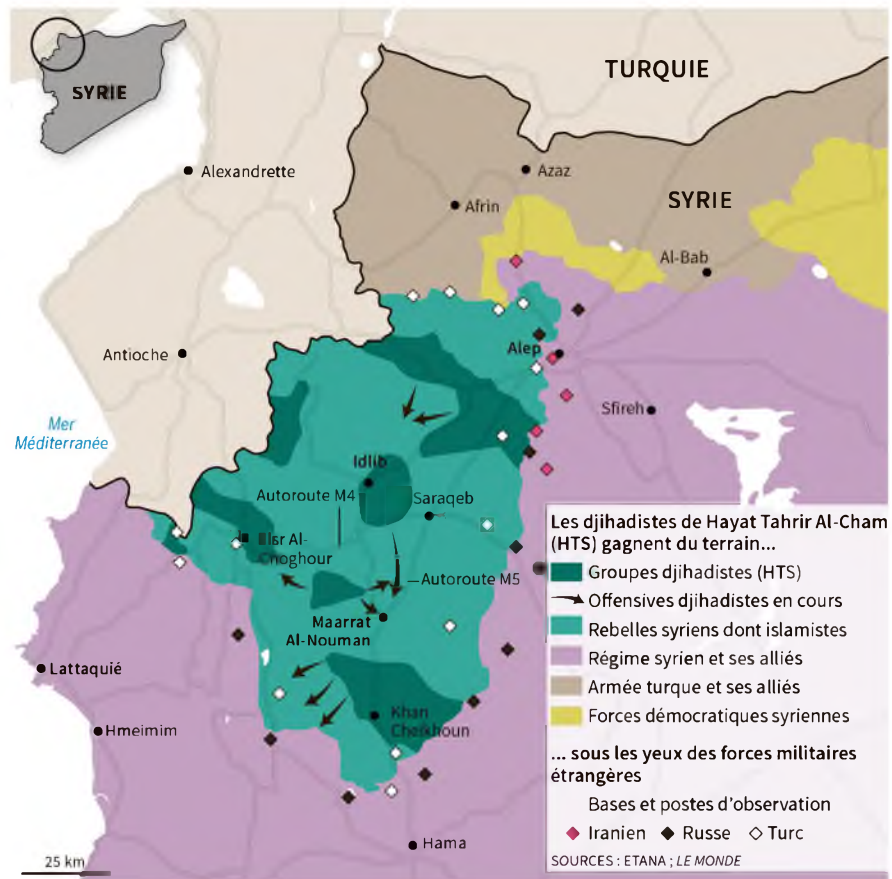 SYRIE
TURQUIE
Alexandrette
Azaz
Afrin
SYRIE
Al-Bab
Antioche
Alep
Sfireh
Mer
Méditerranée
Idlib
Autoroute M4
Saraqeb
Al-
Autoroute M5
Maarrat
Al-Nouman
Lattaquié
Khan
Cheikhoun
Hmeimim
Hama
25 km
Les djihadistes de Hayat Tahrir Al-Cham
(HTS) gagnent du terrain...
Groupes djihadistes (HTS)
Offensives djihadistes en cours
Rebelles syriens dont islamistes
Régime syrien et ses alliés
Armée turque et ses alliés
Forces démocratiques syriennes
... sous les yeux des forces militaires
étrangères
Bases et postes d'observation
Iranien Russe Turc
SOURCES : ETANA ; LE MONDE